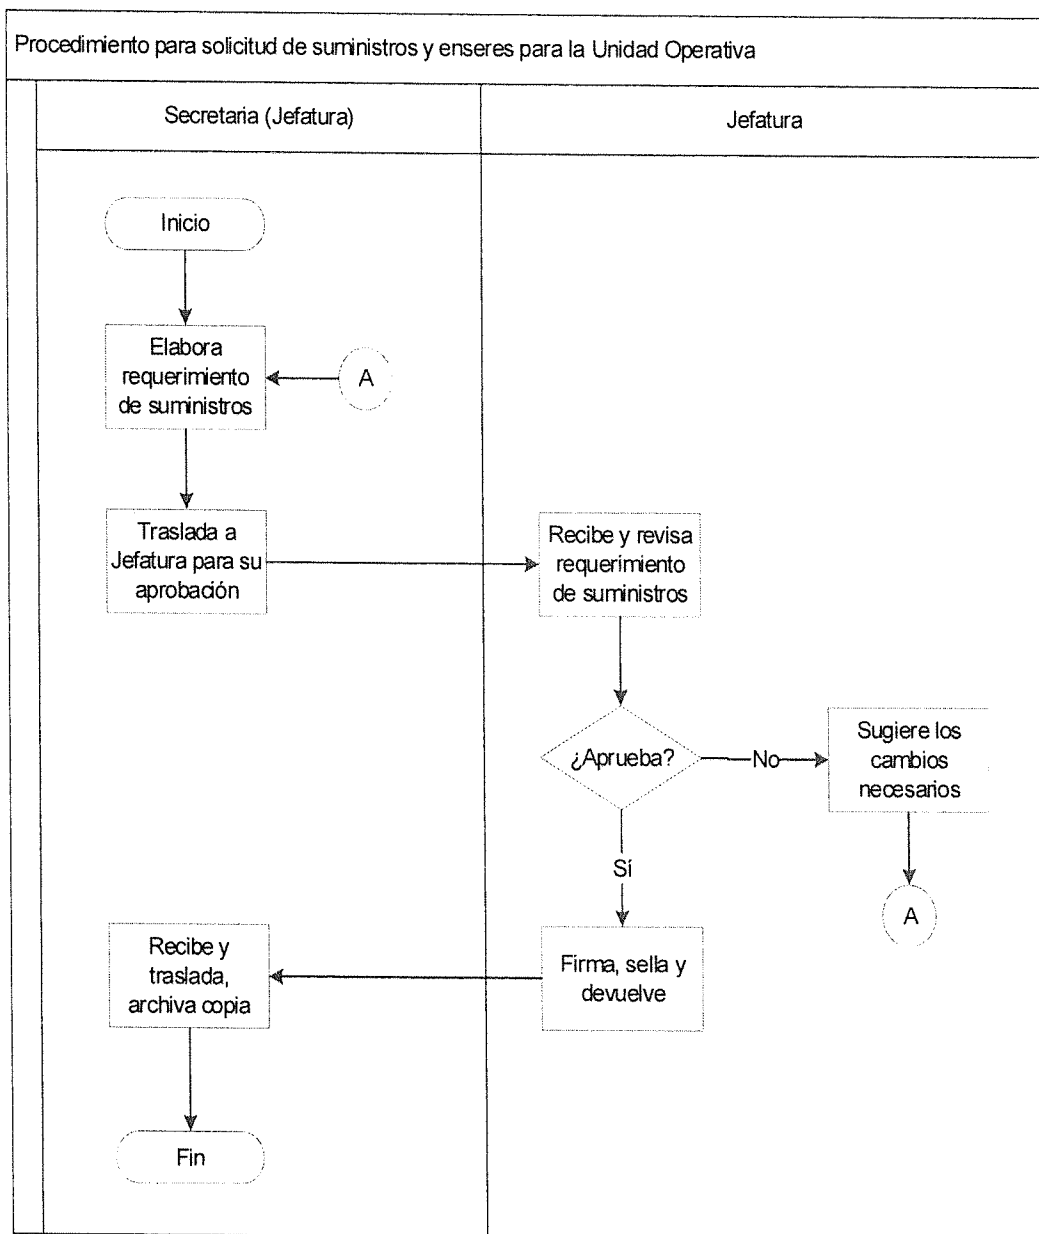 Procedimiento para solicitud de suministros y enseres para la Unidad Operativa
Secretaria (Jefatura)
Jefatura
Inicio
Elabora
requerimiento
de suministros
A
Traslada a
Jefatura para su
aprobación
Recibe y revisa
requerimiento
de suministros
¿Aprueba?
No
Sugiere los
cambios
necesarios
Sí
A
Firma, sella y
devuelve
Recibe y
traslada,
archiva copia
Fin